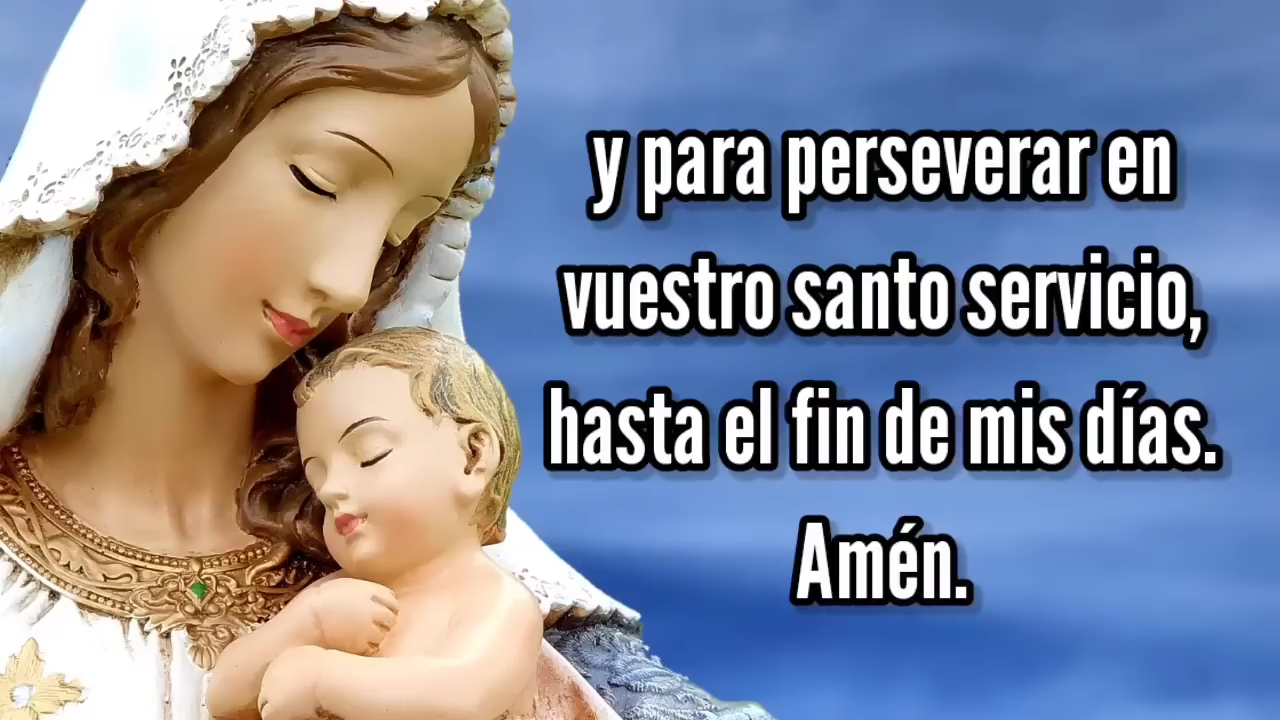 y para perseverar en
vuestro santo servicio,
hasta el fin de mis días.
Amén.